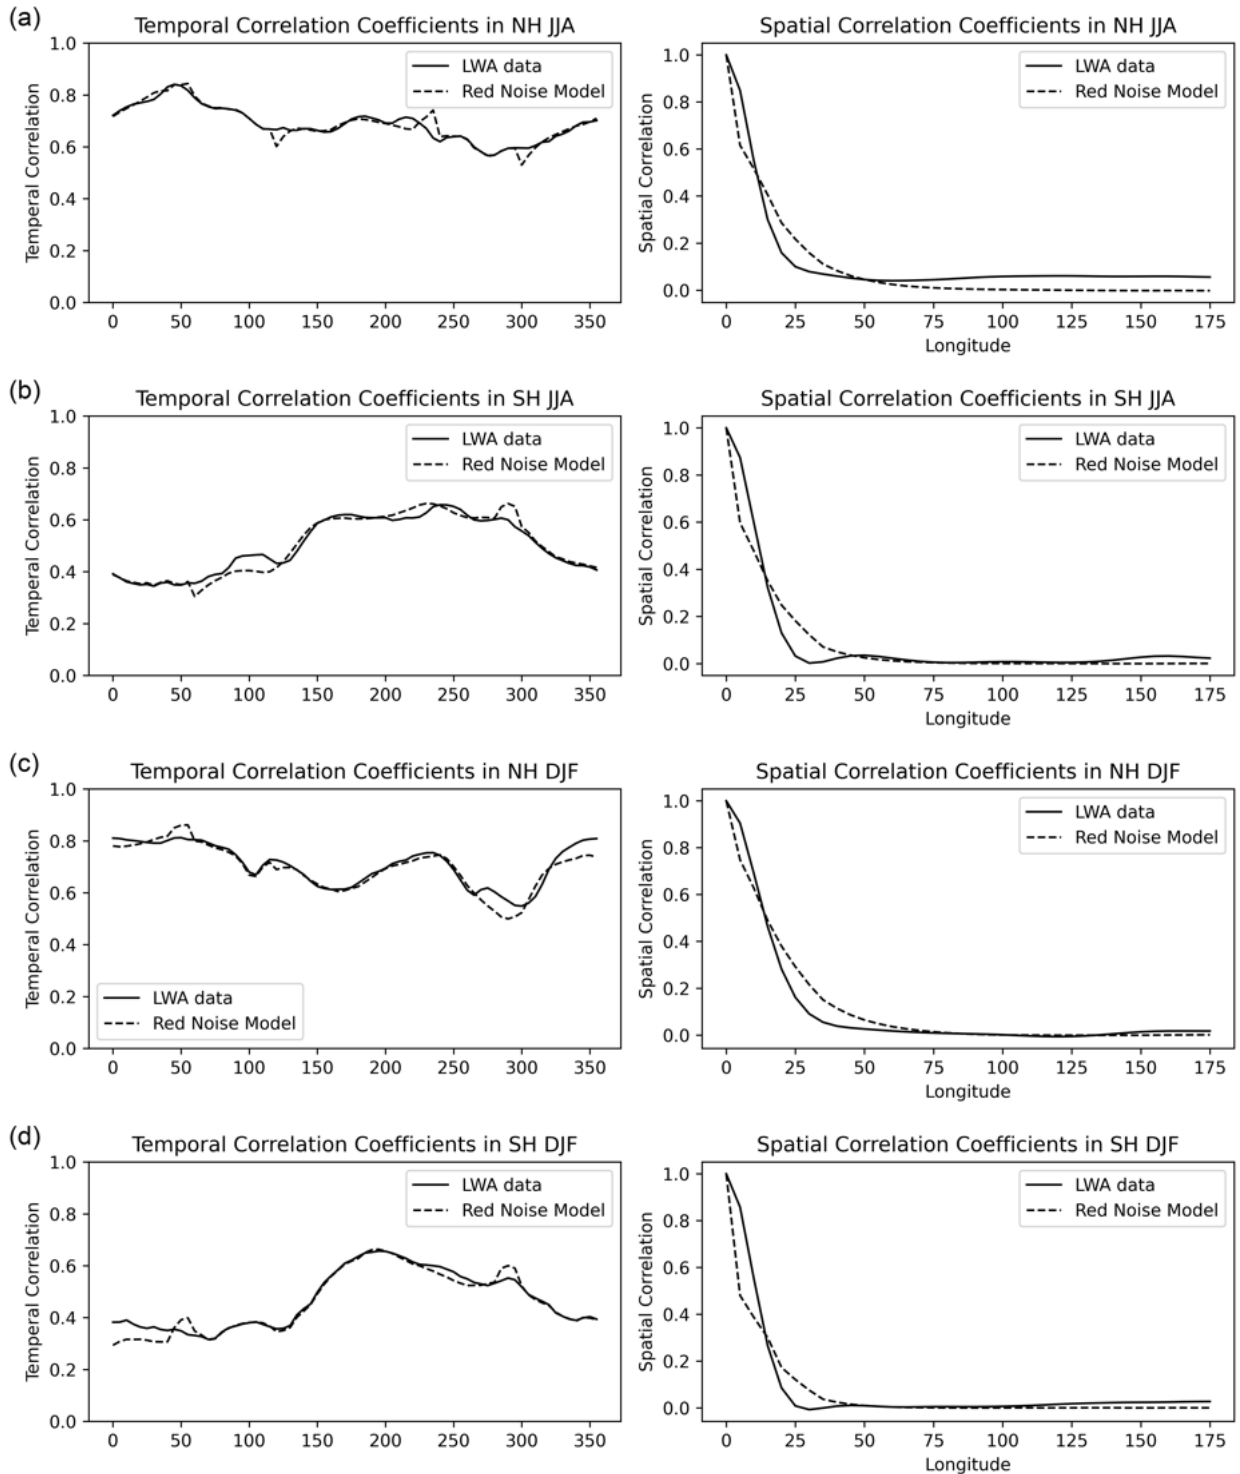 (a)
Temporal Correlation Coefficients in NH JJA
Temperal Correlation
1.0
0.8
0.6
0.4
0.2
0.0
LWA data
Red Noise Model
0 50 100 150 200 250 300 350
Spatial Correlation Coefficients in NH JJA
Spatial Correlation
1.0
0.8
0.6
0.4
0.2
0.0
LWA data
Red Noise Model
0 25 50 75 100 125 150 175
Longitude
(b)
Temporal Correlation Coefficients in SH JJA
Temperal Correlation
1.0
0.8
0.6
0.4
0.2
0.0
LWA data
Red Noise Model
0 50 100 150 200 250 300 350
Spatial Correlation Coefficients in SH JJA
Spatial Correlation
1.0
0.8
0.6
0.4
0.2
0.0
LWA data
Red Noise Model
0 25 50 75 100 125 150 175
Longitude
(c)
Temporal Correlation Coefficients in NH DJF
Temperal Correlation
1.0
0.8
0.6
0.4
0.2
0.0
LWA data
Red Noise Model
0 50 100 150 200 250 300 350
Spatial Correlation Coefficients in NH DJF
Spatial Correlation
1.0
0.8
0.6
0.4
0.2
0.0
LWA data
Red Noise Model
0 25 50 75 100 125 150 175
Longitude
(d)
Temporal Correlation Coefficients in SH DJF
Temperal Correlation
1.0
0.8
0.6
0.4
0.2
0.0
LWA data
Red Noise Model
0 50 100 150 200 250 300 350
Spatial Correlation Coefficients in SH DJF
Spatial Correlation
1.0
0.8
0.6
0.4
0.2
0.0
LWA data
Red Noise Model
0 25 50 75 100 125 150 175
Longitude